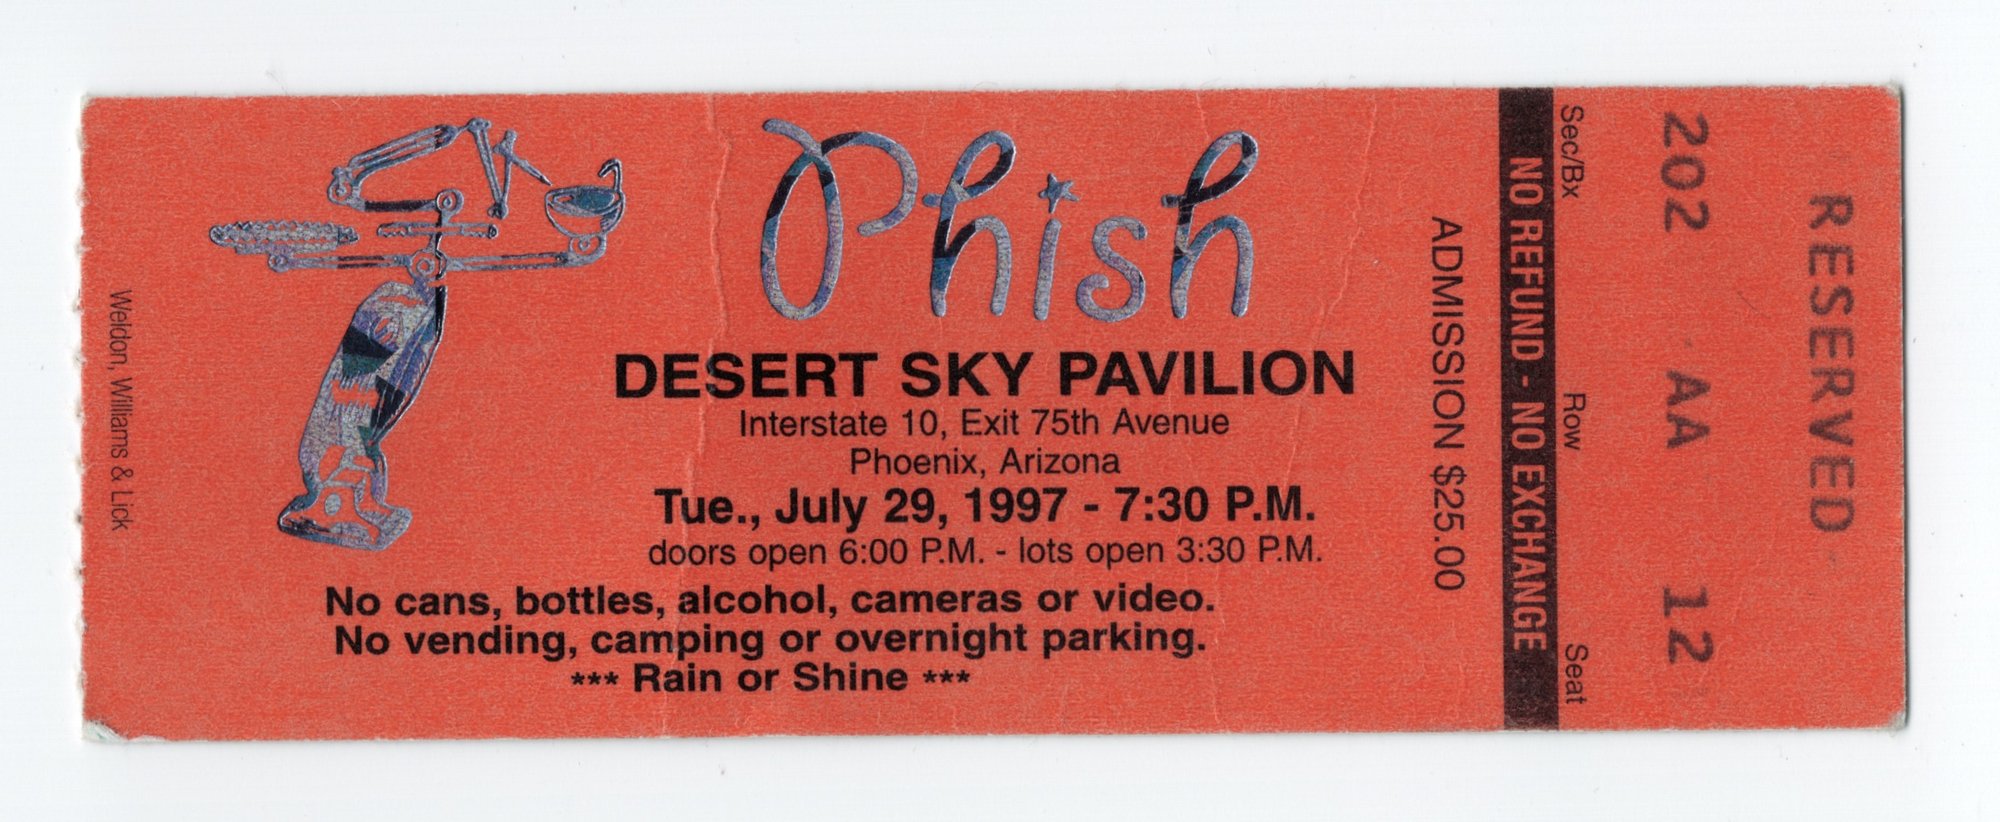 Phish
DESERT SKY PAVILION
Interstate 10, Exit 75th Avenue
Phoenix, Arizona
Tue., July 29, 1997 - 7:30 P.M.
doors open 6:00 P.M. - lots open 3:30 P.M.
No cans, bottles, alcohol, cameras or video.
No vending, camping or overnight parking.
*** Rain or Shine ***
Weldon, Williams & Lick
ADMISSION $25.00
NO REFUND · NO EXCHANGE
Sec/Bx Row Seat
202 AA 12
RESERVED